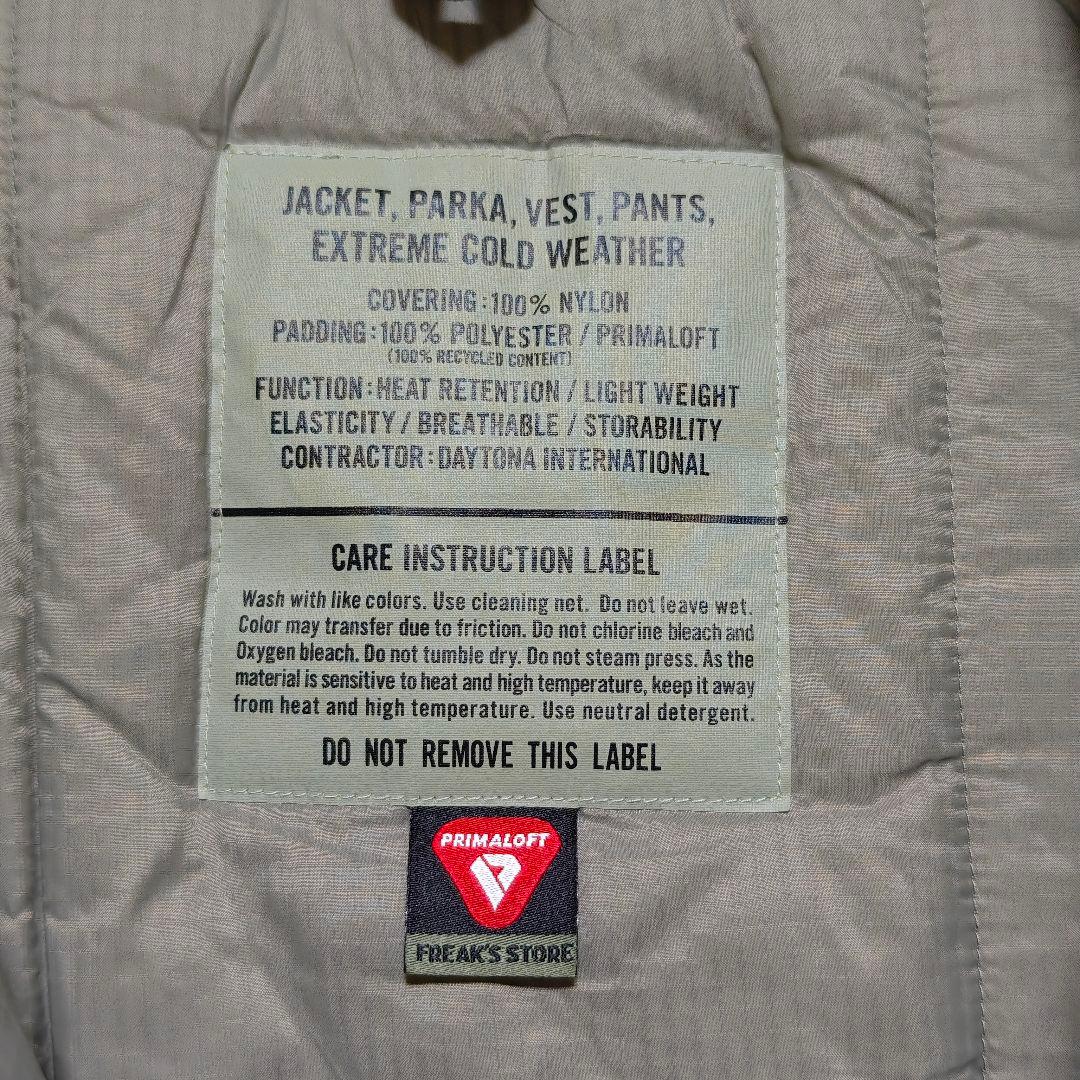 JACKET, PARKA, VEST, PANTS,
EXTREME COLD WEATHER
COVERING:100% NYLON
PADDING:100% POLYESTER / PRIMALOFT
(100% RECYCLED CONTENT)
FUNCTION:HEAT RETENTION / LIGHT WEIGHT
ELASTICITY / BREATHABLE / STORABILITY
CONTRACTOR:DAYTONA INTERNATIONAL
CARE INSTRUCTION LABEL
Wash with like colors. Use cleaning net. Do not leave wet.
Color may transfer due to friction. Do not chlorine bleach and
Oxygen bleach. Do not tumble dry. Do not steam press. As the
material is sensitive to heat and high temperature, keep it away
from heat and high temperature. Use neutral detergent.
DO NOT REMOVE THIS LABEL
PRIMALOFT
FREAK'S STORE